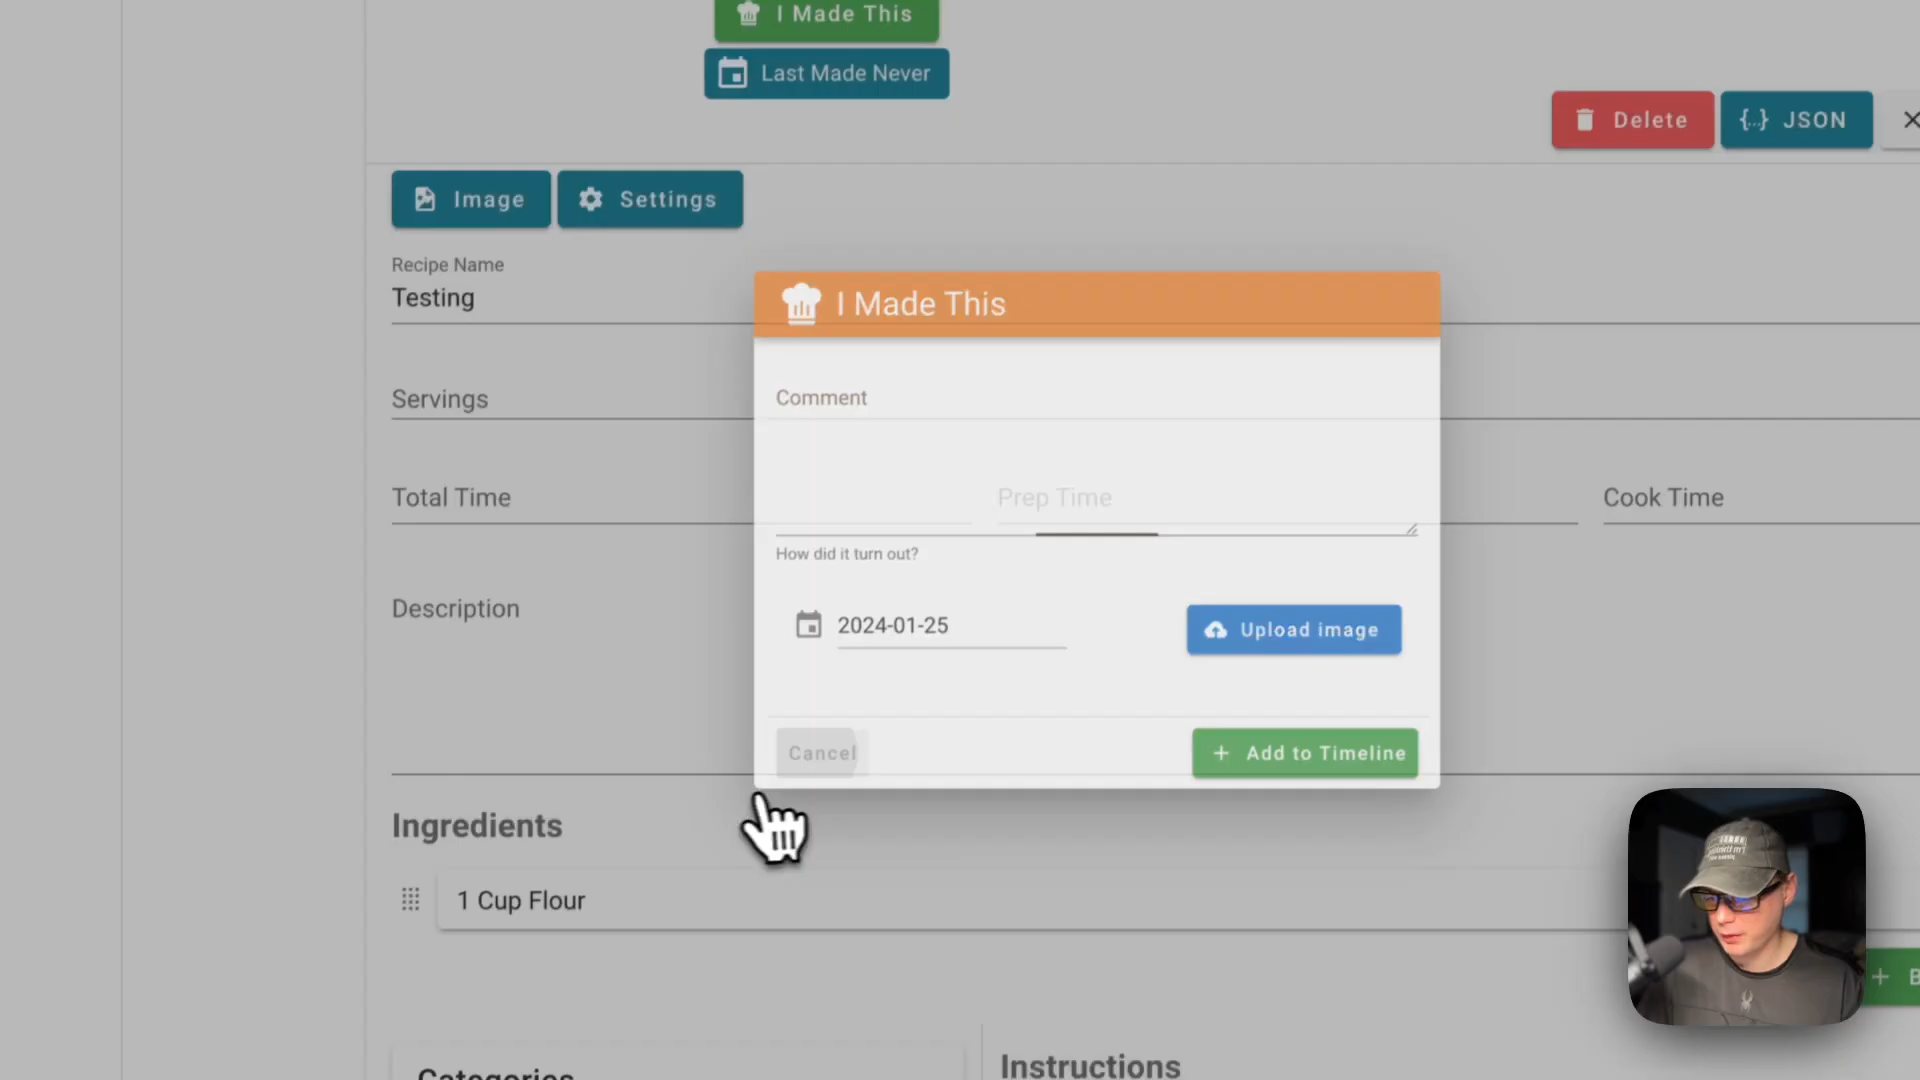 I Made This
Last Made Never
Delete
{...} JSON
Image
Settings
Recipe Name
Testing
I Made This
Servings
Comment
Total Time
Prep Time
Cook Time
How did it turn out?
Description
2024-01-25
Upload image
Cancel
+ Add to Timeline
Ingredients
1 Cup Flour
+ B
Categories
Instructions